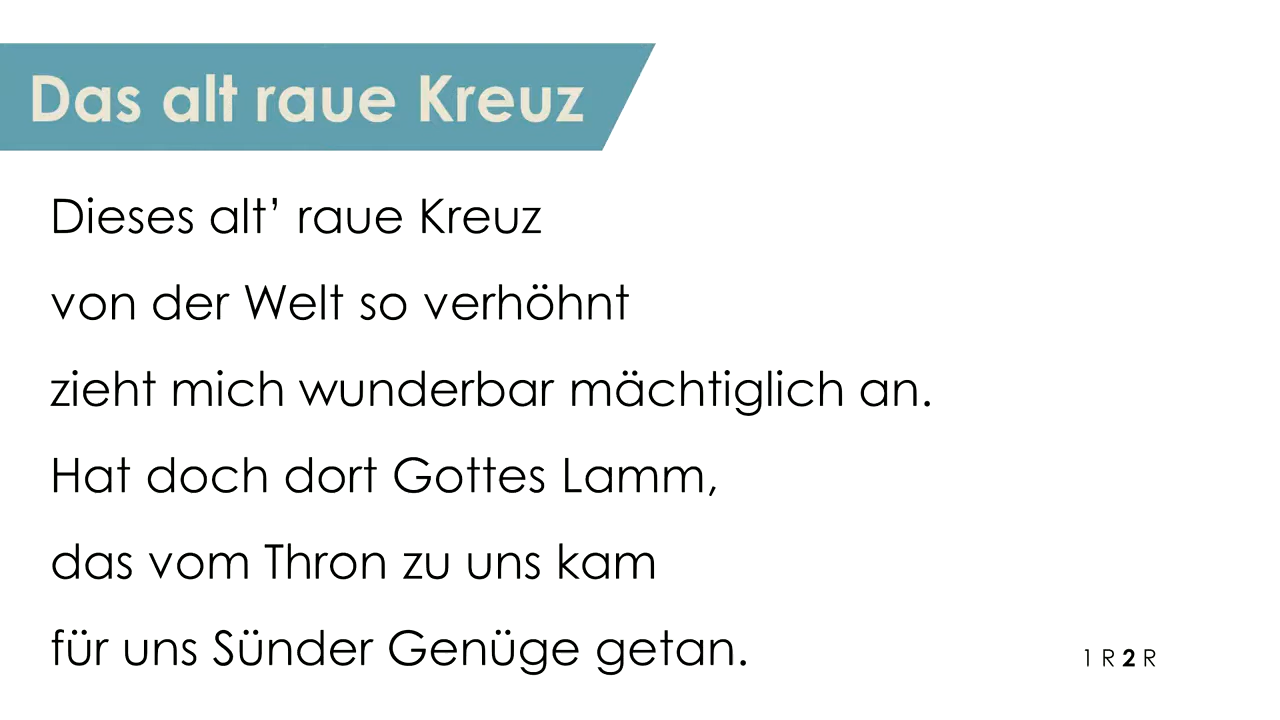 Das alt raue Kreuz
Dieses alt’ raue Kreuz
von der Welt so verhöhnt
zieht mich wunderbar mächtiglich an.
Hat doch dort Gottes Lamm,
das vom Thron zu uns kam
für uns Sünder Genüge getan.
1 R 2 R